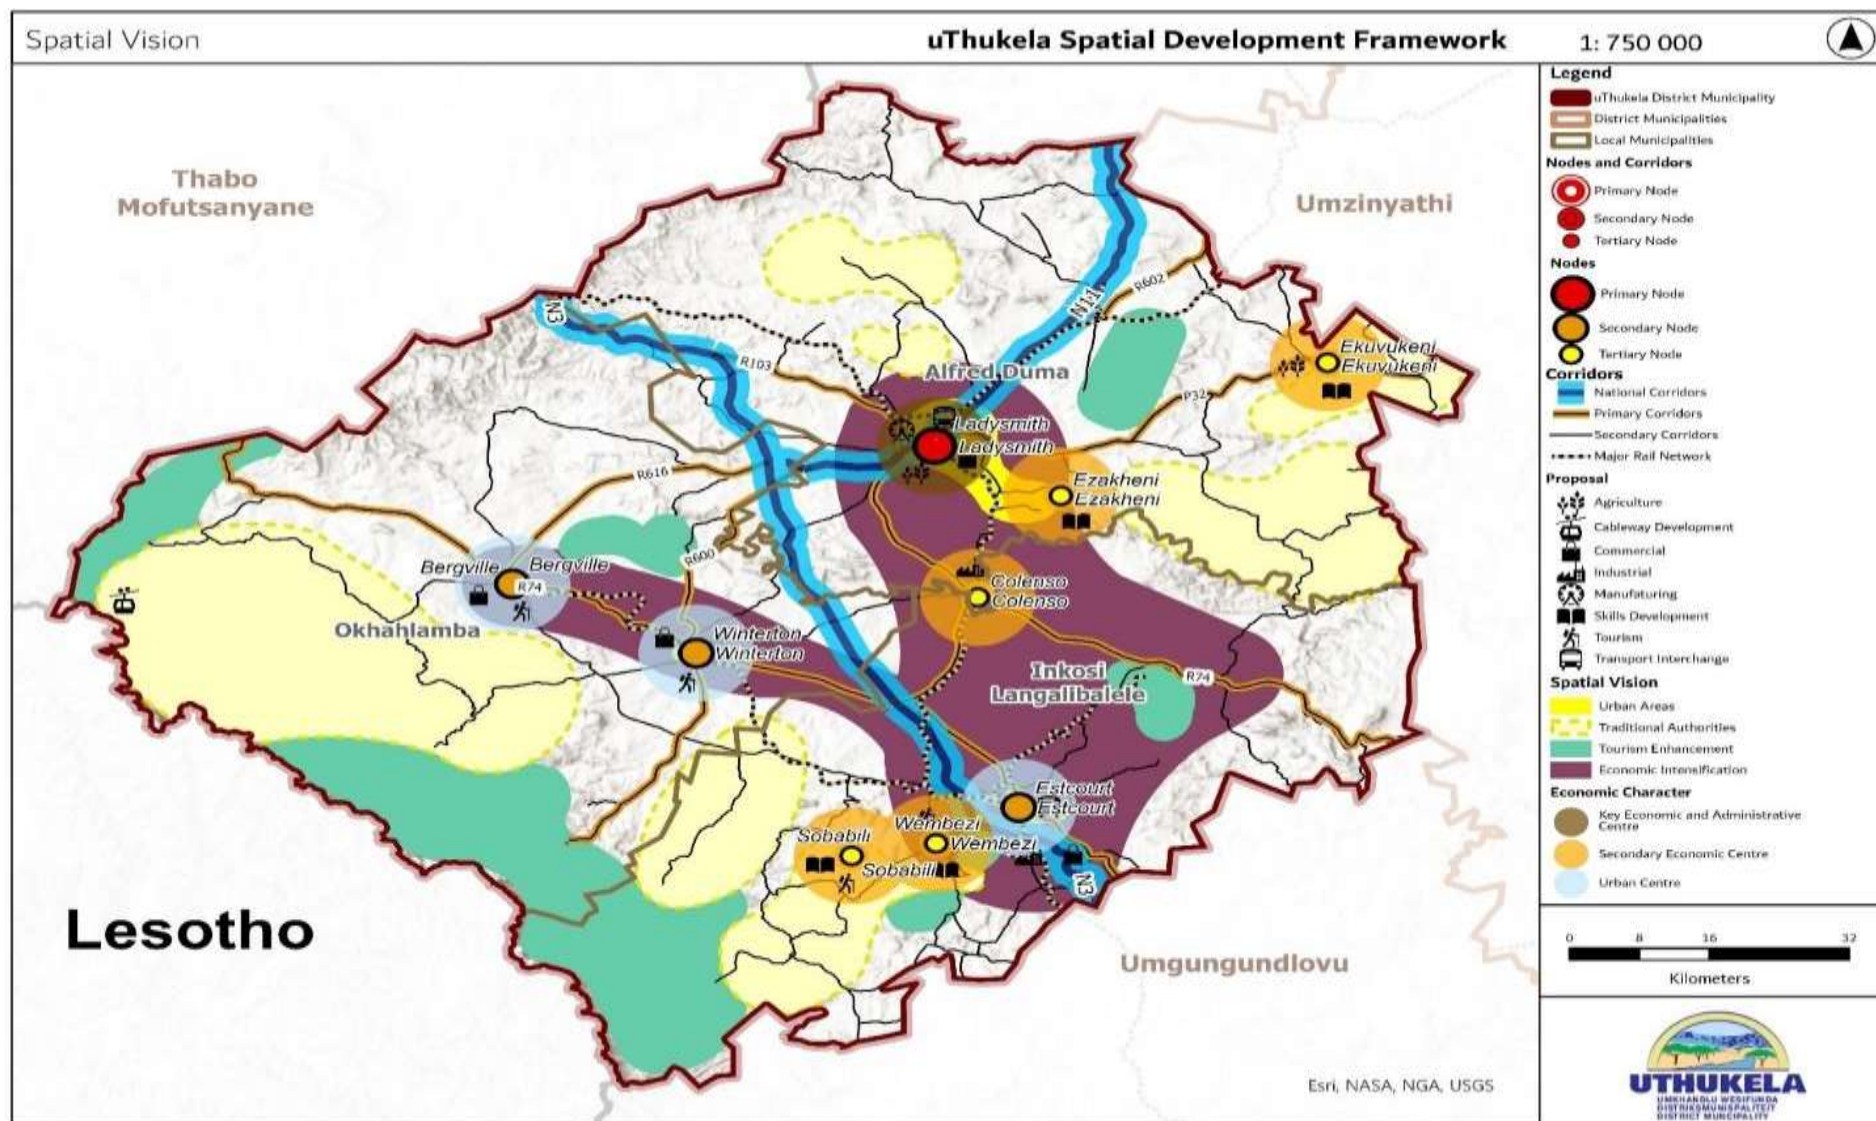 Spatial Vision
uThukela Spatial Development Framework
1: 750 000
Thabo
Mofutsanyane
Umzinyathi
N3
N11
R602
R103
Alfred Duma
Ekuvukeni
Ekuvukeni
P32
Ladysmith
Ladysmith
R616
Ezakheni
Ezakheni
R600
Bergville
Bergville
R74
Colenso
Colenso
Okhahlamba
Winterton
Winterton
Inkosi
Langalibalele
R74
Estcourt
Estcourt
Wembezi
Wembezi
Sobabili
Sobabili
N3
Lesotho
Umgungundlovu
Esri, NASA, NGA, USGS
Legend
uThukela District Municipality
District Municipalities
Local Municipalities
Nodes and Corridors
Primary Node
Secondary Node
Tertiary Node
Nodes
Primary Node
Secondary Node
Tertiary Node
Corridors
National Corridors
Primary Corridors
Secondary Corridors
Major Rail Network
Proposal
Agriculture
Cableway Development
Commercial
Industrial
Manufaturing
Skills Development
Tourism
Transport Interchange
Spatial Vision
Urban Areas
Traditional Authorities
Tourism Enhancement
Economic Intensification
Economic Character
Key Economic and Administrative
Centre
Secondary Economic Centre
Urban Centre
0 8 16 32
Kilometers
UTHUKELA
UMKHANDLU WESIFUNDA
DISTRIKSMUNISIPALITEIT
DISTRICT MUNICIPALITY